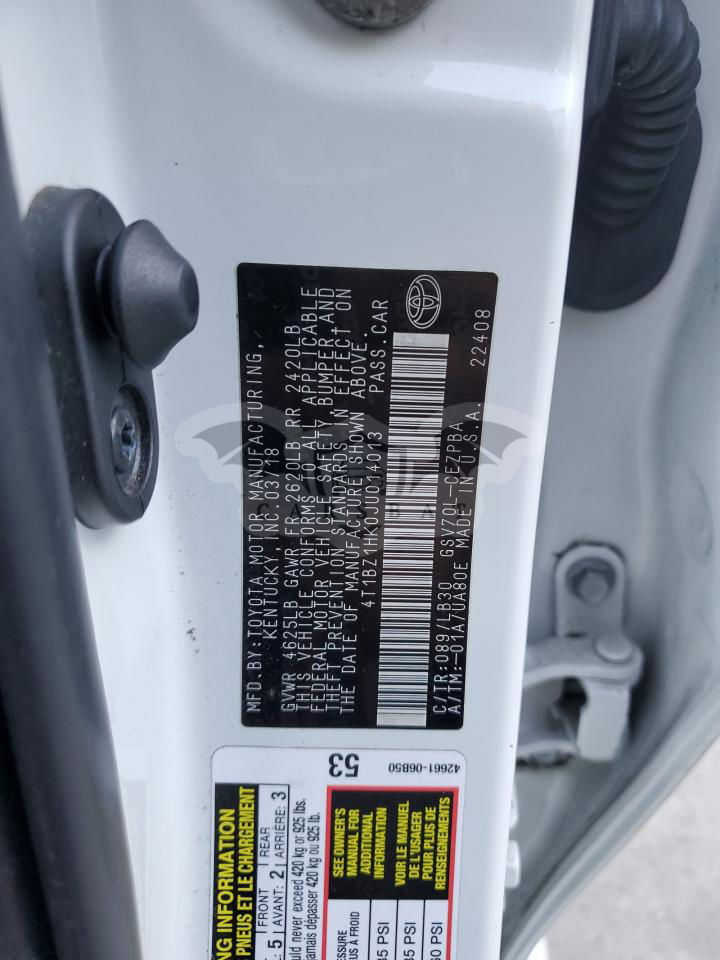 MFD.BY:TOYOTA MOTOR MANUFACTURING,
KENTUCKY, INC.03/18
GVWR 4625LB GAWR FR 2620LB RR 2420LB
THIS VEHICLE CONFORMS TO ALL APPLICABLE
FEDERAL MOTOR VEHICLE SAFETY, BUMPER,AND
THEFT PREVENTION STANDARDS IN EFFECT ON
THE DATE OF MANUFACTURE SHOWN ABOVE.
4T1BZ1HK0JU014013 PASS.CAR
C/TR:089/LB30 GSV70L-CEZPBA
A/TM:-01A/UA80E MADE IN U.S.A. 22408
53
42661-06B50
ING INFORMATION
PNEUS ET LE CHARGEMENT
5 FRONT AVANT: 2 REAR ARRIÈRE: 3
never exceed 420 kg or 925 lbs.
jamais dépasser 420 kg ou 925 lb.
SEE OWNER'S
MANUAL FOR
ADDITIONAL
INFORMATION
VOIR LE MANUEL
DE L'USAGER
POUR PLUS DE
RENSEIGNEMENTS
À FROID
PSI
PSI
PSI